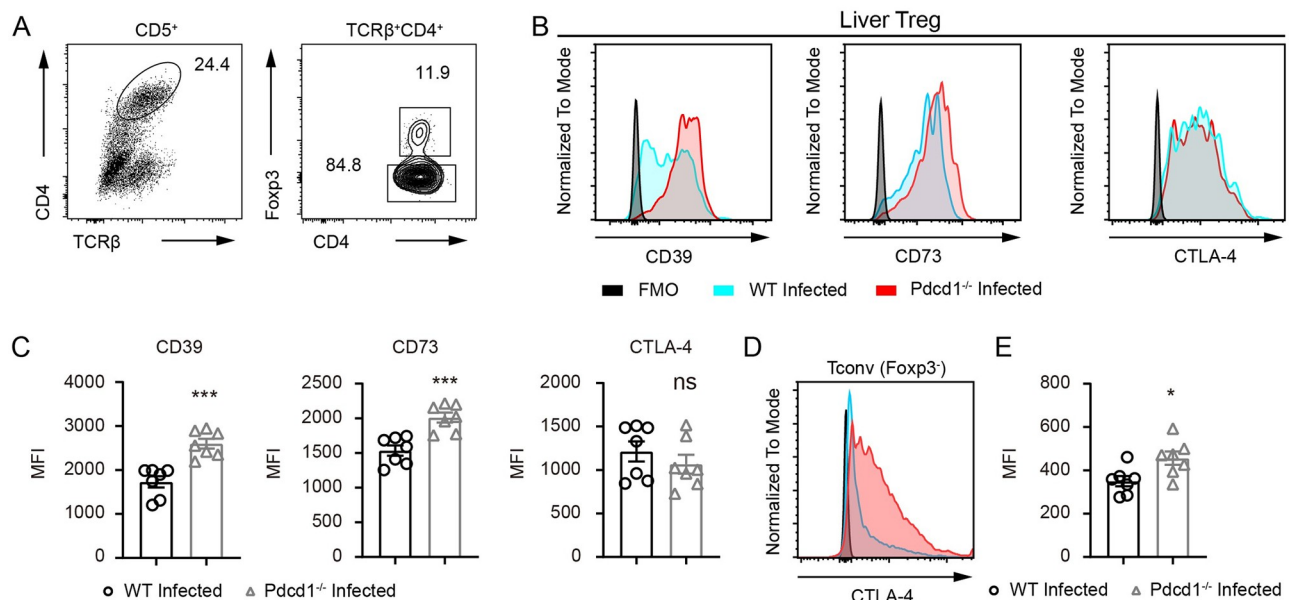 A
CD5⁺
24.4
CD4
TCRβ
TCRβ⁺CD4⁺
11.9
84.8
Foxp3
CD4
B
Liver Treg
Normalized To Mode
CD39
Normalized To Mode
CD73
Normalized To Mode
CTLA-4
FMO
WT Infected
Pdcd1⁻/⁻ Infected
C
CD39
MFI
4000
3000
2000
1000
0
***
CD73
MFI
2500
2000
1500
1000
500
0
***
CTLA-4
MFI
2000
1500
1000
500
0
ns
WT Infected
Pdcd1⁻/⁻ Infected
D
Tconv (Foxp3⁻)
Normalized To Mode
CTLA-4
E
MFI
800
600
400
200
0
*
WT Infected
Pdcd1⁻/⁻ Infected